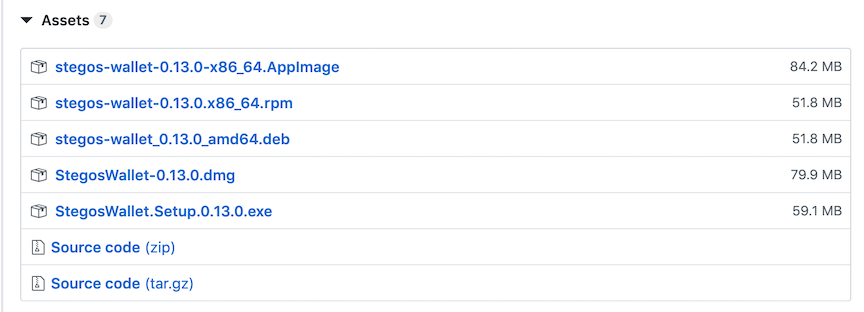 Assets 7
stegos-wallet-0.13.0-x86_64.AppImage 84.2 MB
stegos-wallet-0.13.0.x86_64.rpm 51.8 MB
stegos-wallet_0.13.0_amd64.deb 51.8 MB
StegosWallet-0.13.0.dmg 79.9 MB
StegosWallet.Setup.0.13.0.exe 59.1 MB
Source code (zip)
Source code (tar.gz)